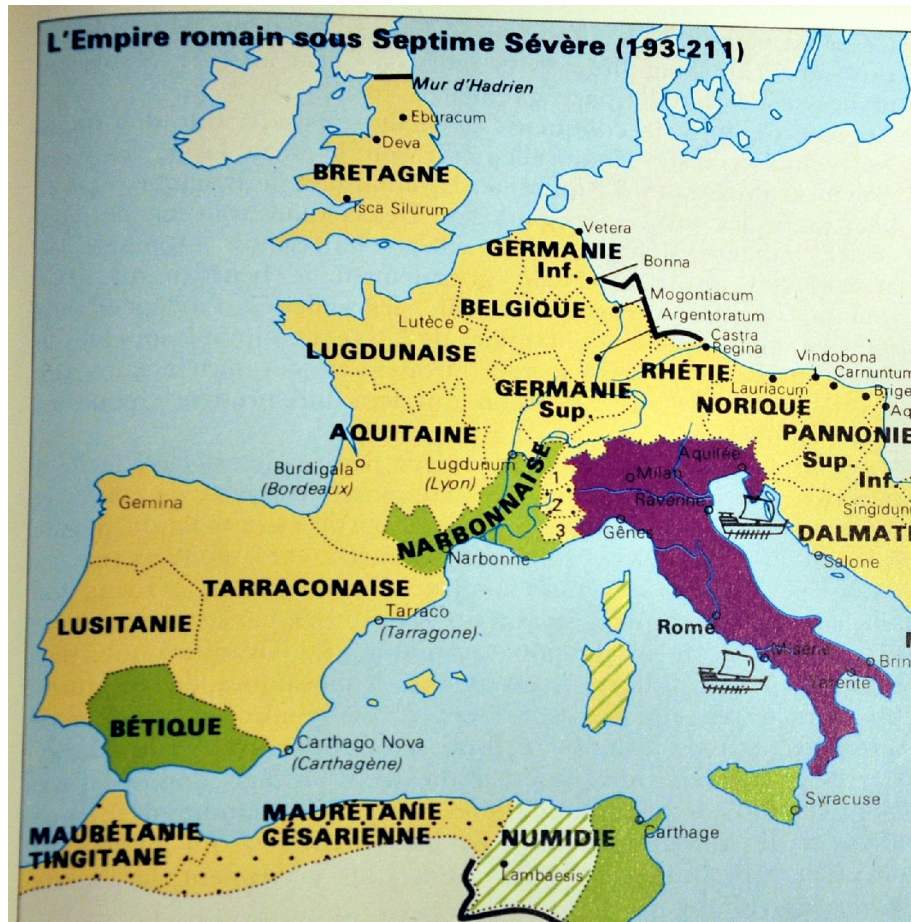 L'Empire romain sous Septime Sévère (193-211)
Mur d'Hadrien
Eburacum
Deva
BRETAGNE
Isca Silurum
Vetera
GERMANIE
Inf.
Bonna
BELGIQUE
Mogontiacum
Argentoratum
Lutèce
Castra
Regina
LUGDUNAISE
RHÉTIE
Vindobona
Carnuntum
Lauriacum
GERMANIE
Sup.
NORIQUE
AQUITAINE
PANNONIE
Sup.
Inf.
Burdigala
(Bordeaux)
Lugdunum
(Lyon)
Aquilée
Milan
1
2
3
Gemina
NARBONNAISE
Ravenne
Gênes
Narbonne
Salone
TARRACONAISE
LUSITANIE
Tarraco
(Tarragone)
Rome
Misène
BÉTIQUE
Carthago Nova
(Carthagène)
Syracuse
MAURÉTANIE
TINGITANE
MAURÉTANIE
CÉSARIENNE
NUMIDIE
Carthage
Lambaesis